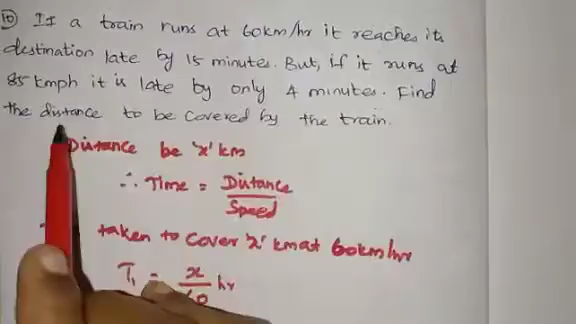 10 If a train runs at 60km/hr it reaches its
destination late by 15 minutes. But, if it runs at
85 kmph it is late by only 4 minutes. Find
the distance to be covered by the train.
Distance be 'x' km
∴ Time = Distance
Speed
taken to cover 'x' km at 60km/hr
T₁ = x hr